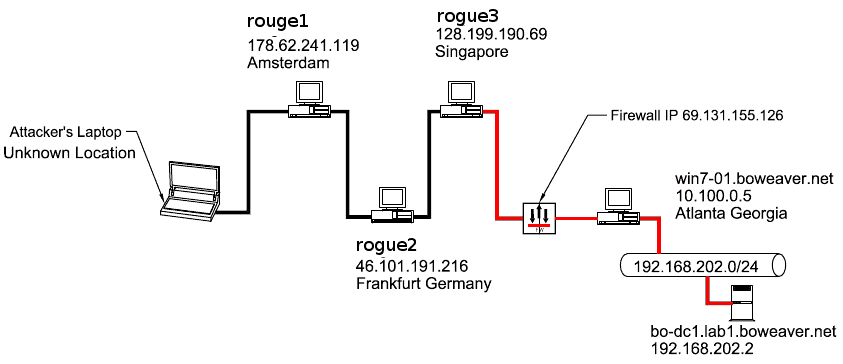 rouge1
178.62.241.119
Amsterdam
rogue3
128.199.190.69
Singapore
Attacker's Laptop
Unknown Location
Firewall IP 69.131.155.126
win7-01.boweaver.net
10.100.0.5
Atlanta Georgia
rogue2
46.101.191.216
Frankfurt Germany
192.168.202.0/24
bo-dc1.lab1.boweaver.net
192.168.202.2